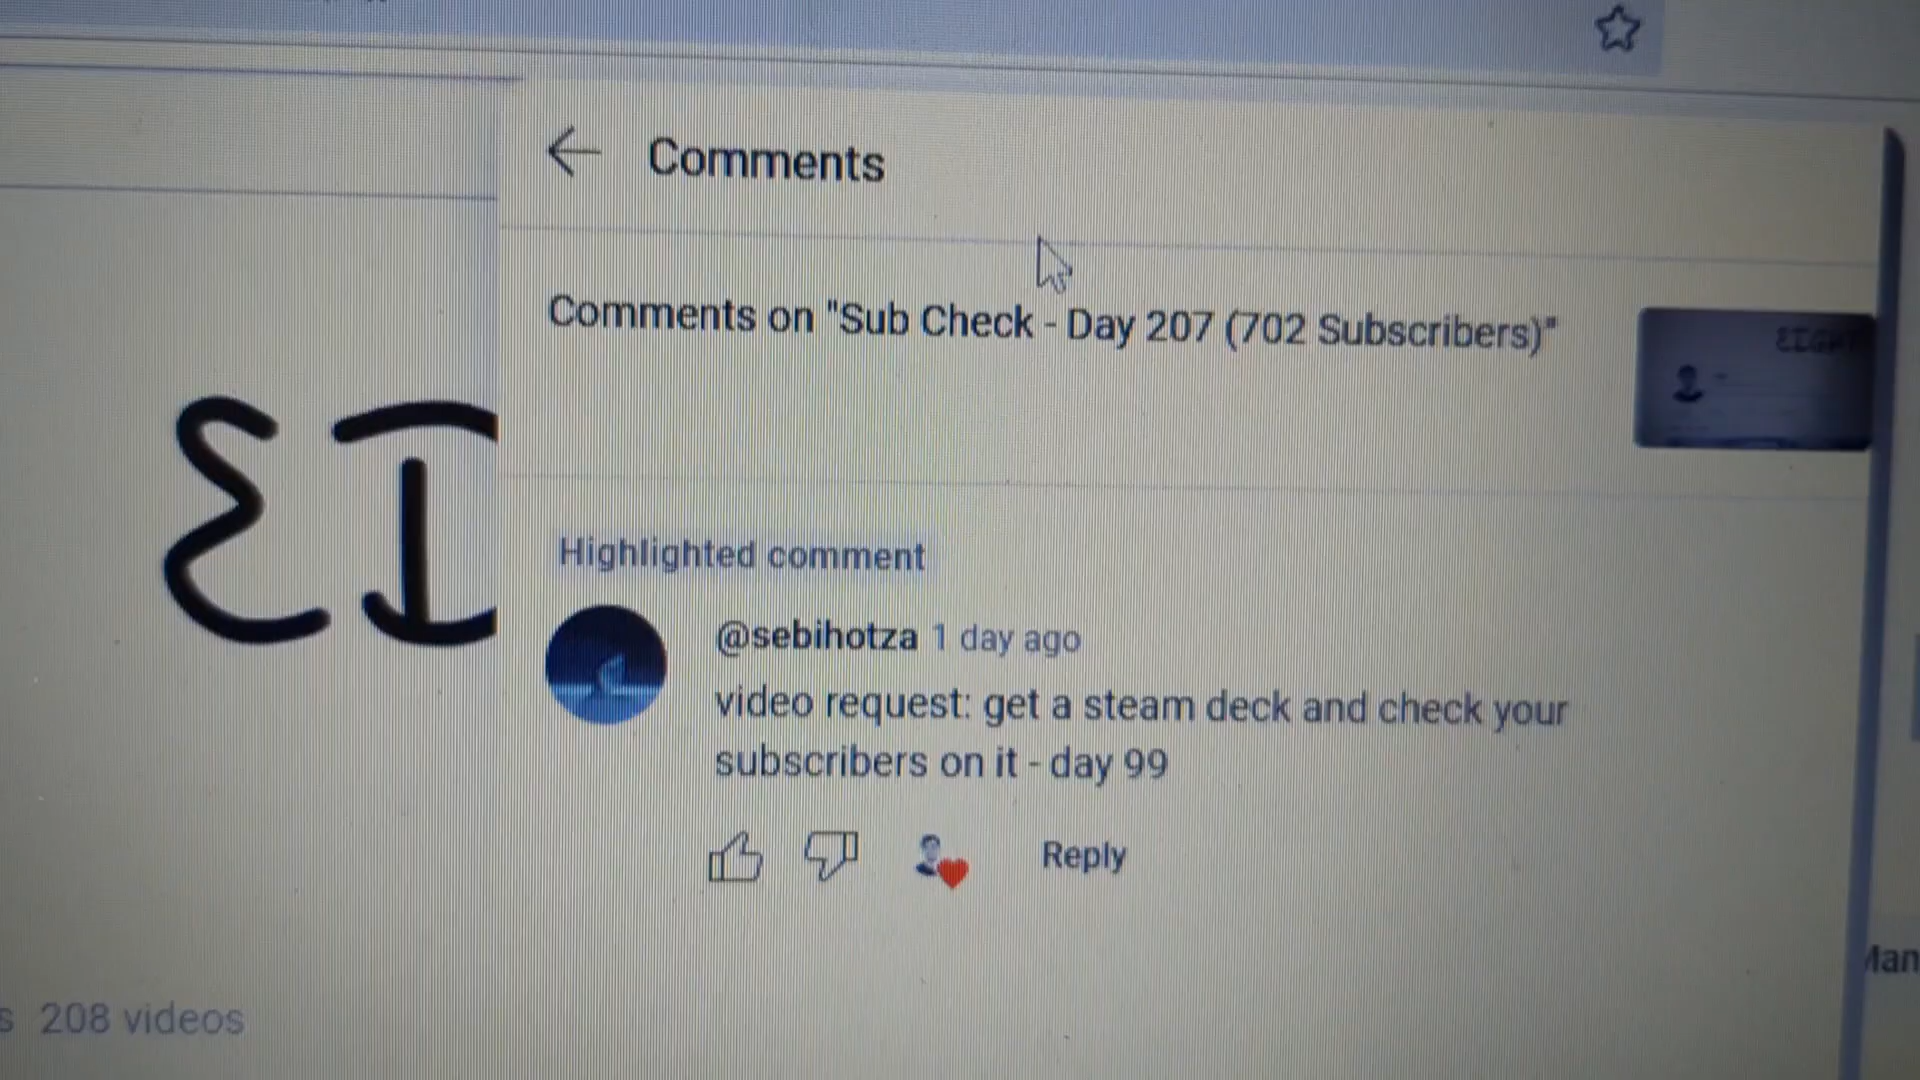 Comments
Comments on "Sub Check - Day 207 (702 Subscribers)"
EI
Highlighted comment
@sebihotza 1 day ago
video request: get a steam deck and check your
subscribers on it - day 99
Reply
208 videos